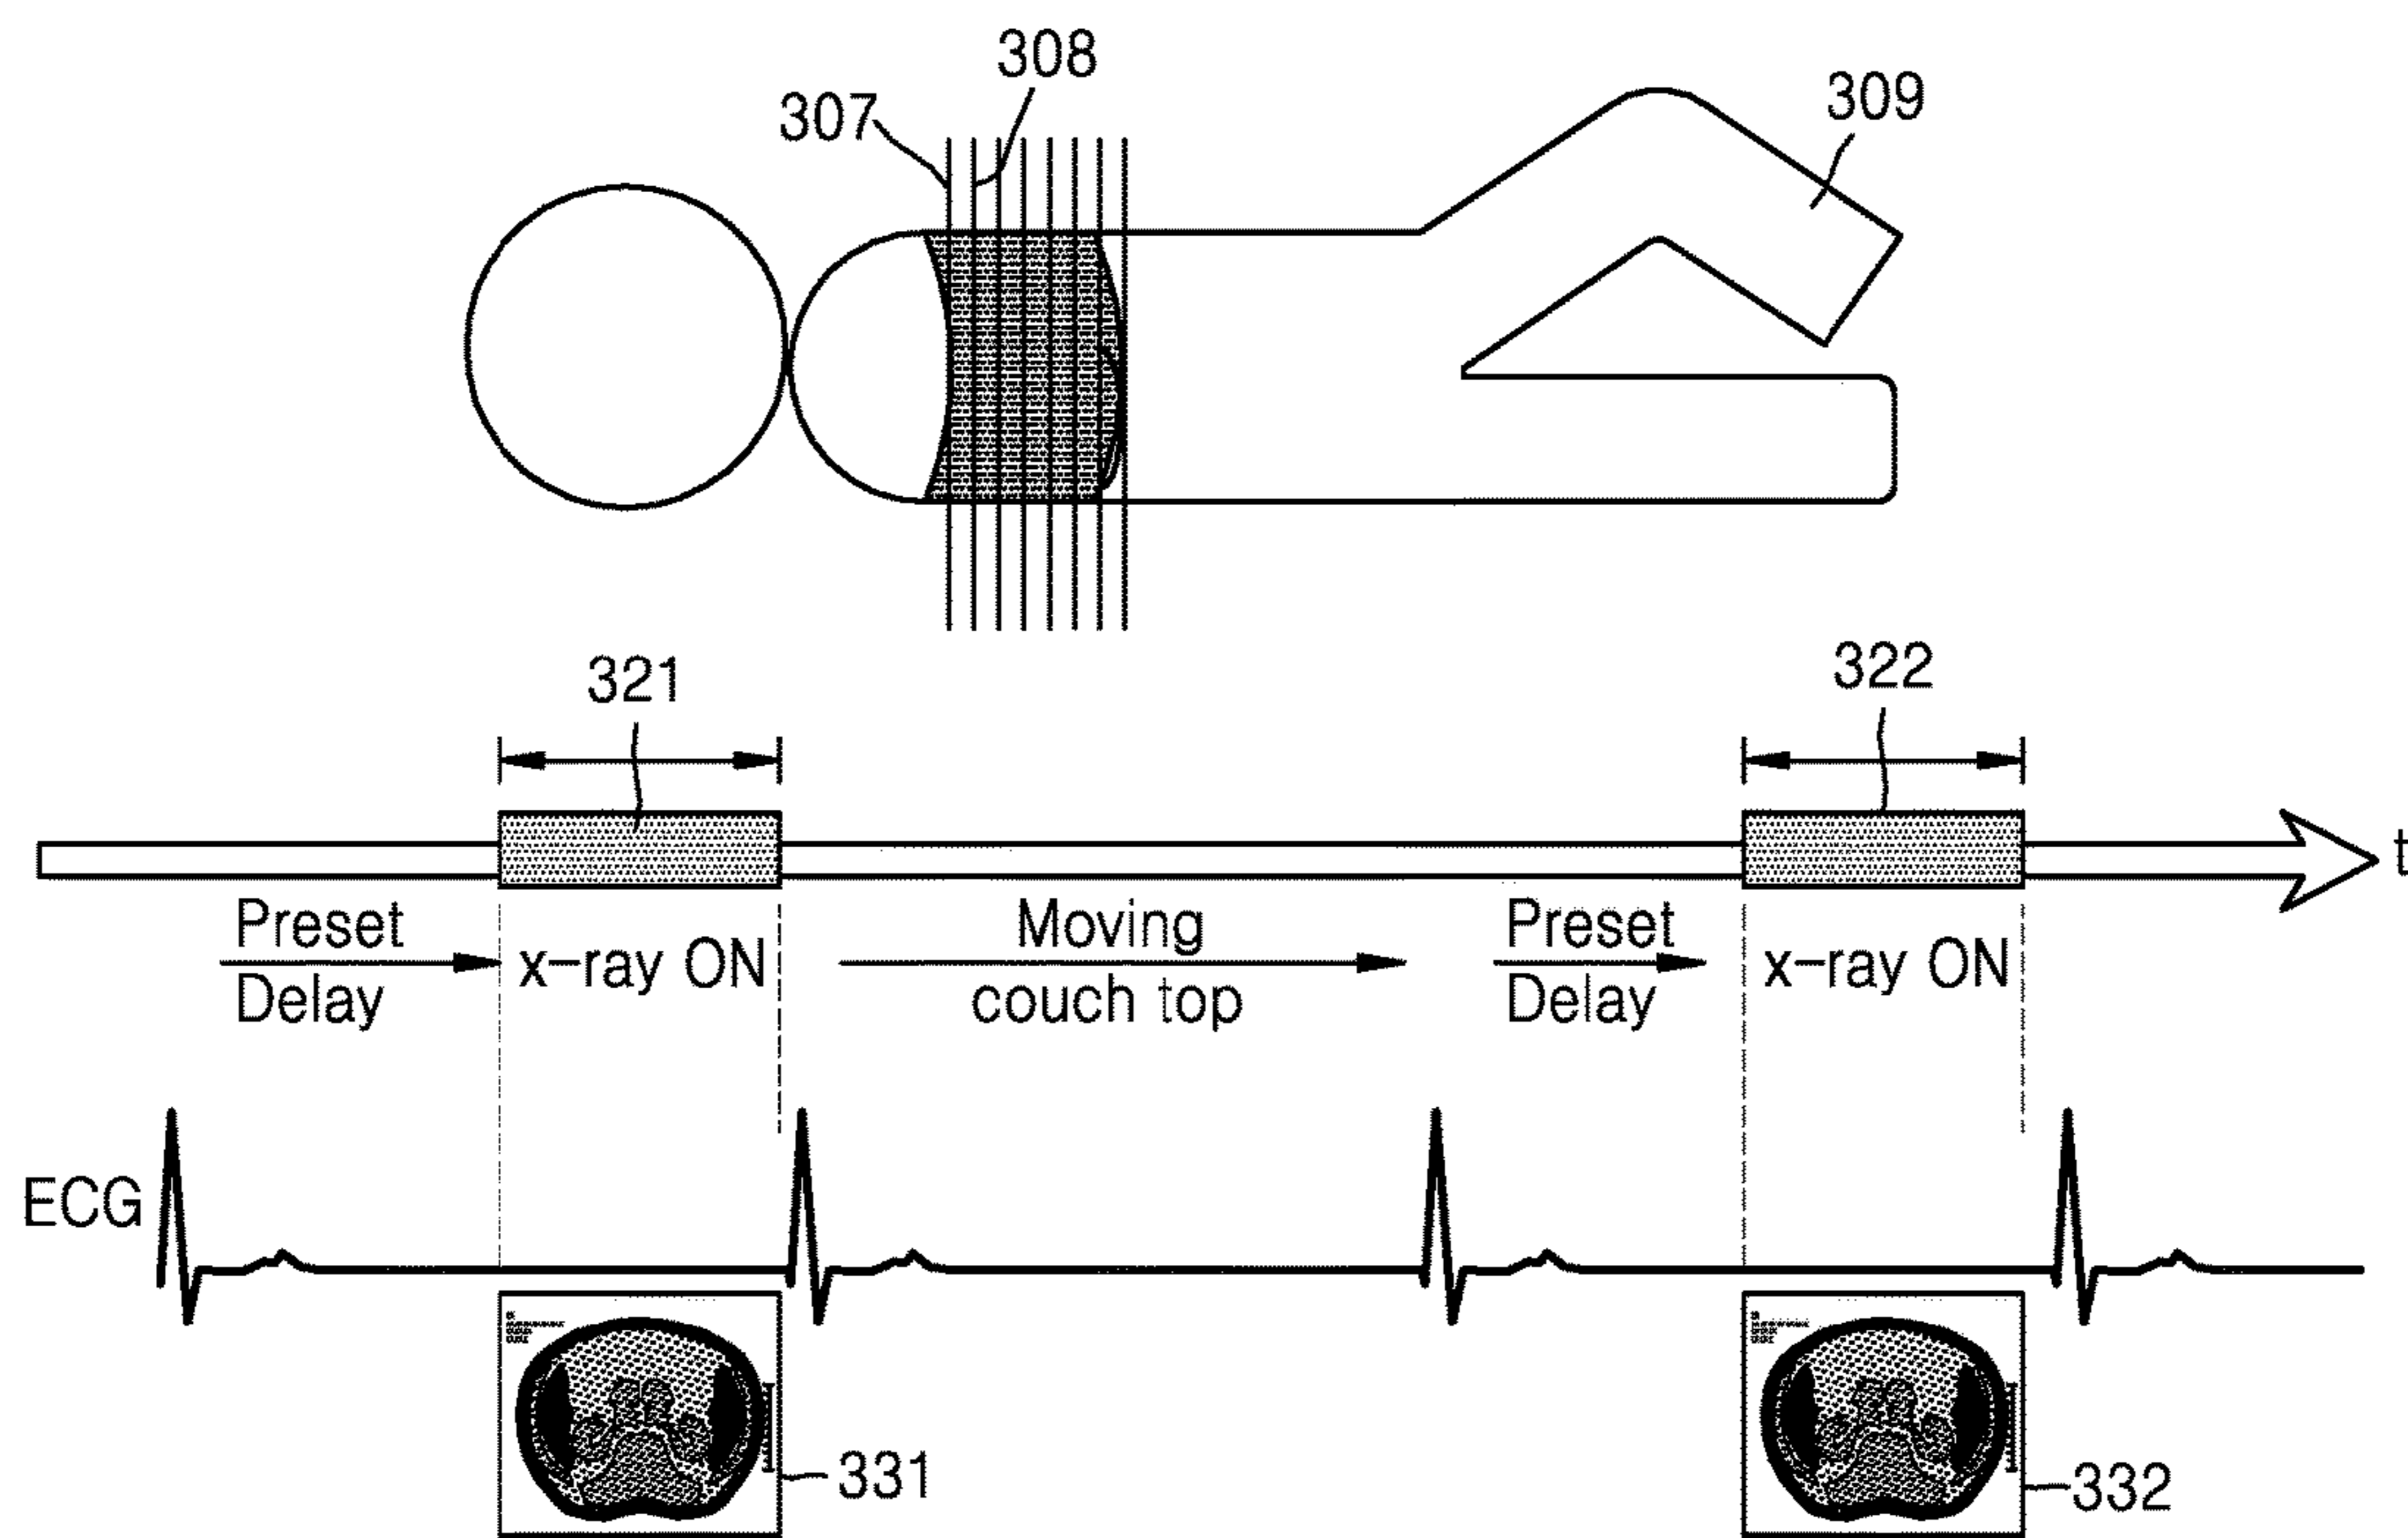 308
307
309
321
322
t
Preset
Delay
x-ray ON
Moving
couch top
Preset
Delay
x-ray ON
ECG
331
332